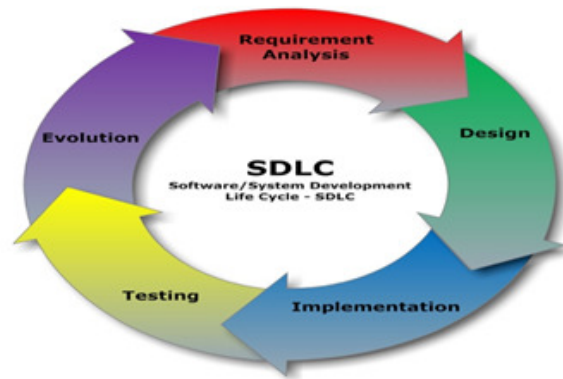 Requirement
Analysis
Design
Implementation
Testing
Evolution
SDLC
Software/System Development
Life Cycle - SDLC